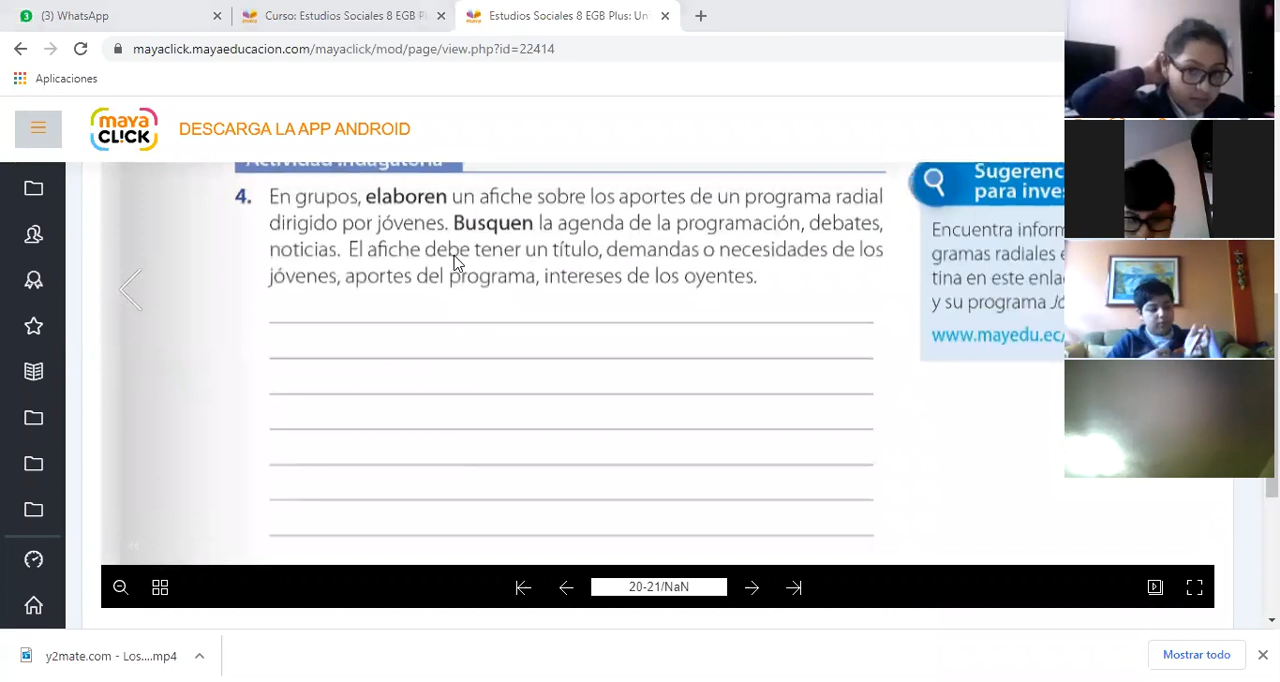 (3) WhatsApp
Curso: Estudios Sociales 8 EGB Pl
Estudios Sociales 8 EGB Plus: Un
mayaclick.mayaeducacion.com/mayaclick/mod/page/view.php?id=22414
Aplicaciones
maya CLICK
DESCARGA LA APP ANDROID
Actividad indagatoria
4. En grupos, elaboren un afiche sobre los aportes de un programa radial
dirigido por jóvenes. Busquen la agenda de la programación, debates,
noticias. El afiche debe tener un título, demandas o necesidades de los
jóvenes, aportes del programa, intereses de los oyentes.
Sugerenc
para inves
Encuentra inform
gramas radiales e
tina en este enla
y su programa Jó
www.mayedu.ec/
20-21/NaN
y2mate.com - Los....mp4
Mostrar todo